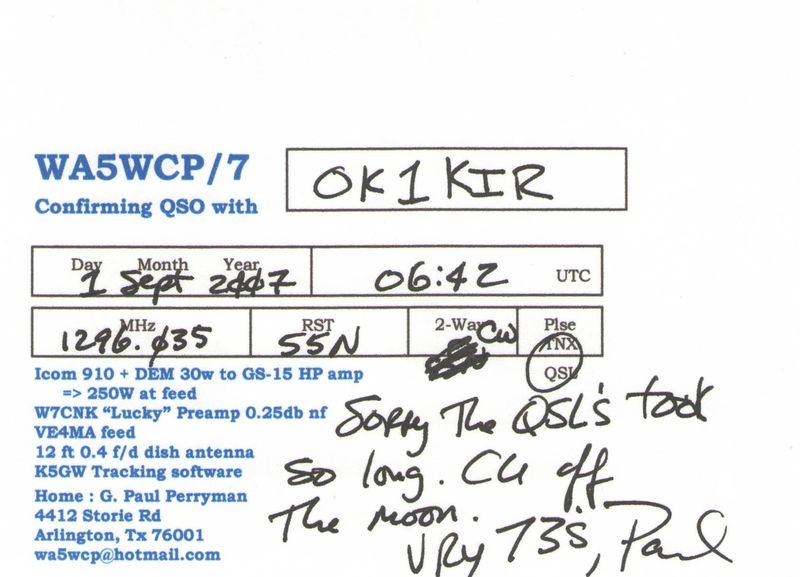 WA5WCP/7
Confirming QSO with
OK1KIR
Day Month Year
1 Sept 2øø7
06:42 UTC
MHz RST 2-Way Plse
1296.ø35 55N CW TNX
QSL
Icom 910 + DEM 30w to GS-15 HP amp
=> 250W at feed
W7CNK “Lucky” Preamp 0.25db nf
VE4MA feed
12 ft 0.4 f/d dish antenna
K5GW Tracking software
Home : G. Paul Perryman
4412 Storie Rd
Arlington, Tx 76001
wa5wcp@hotmail.com
Sorry The QSL's took
so long. CU off
The moon.
VRY 73's, Paul